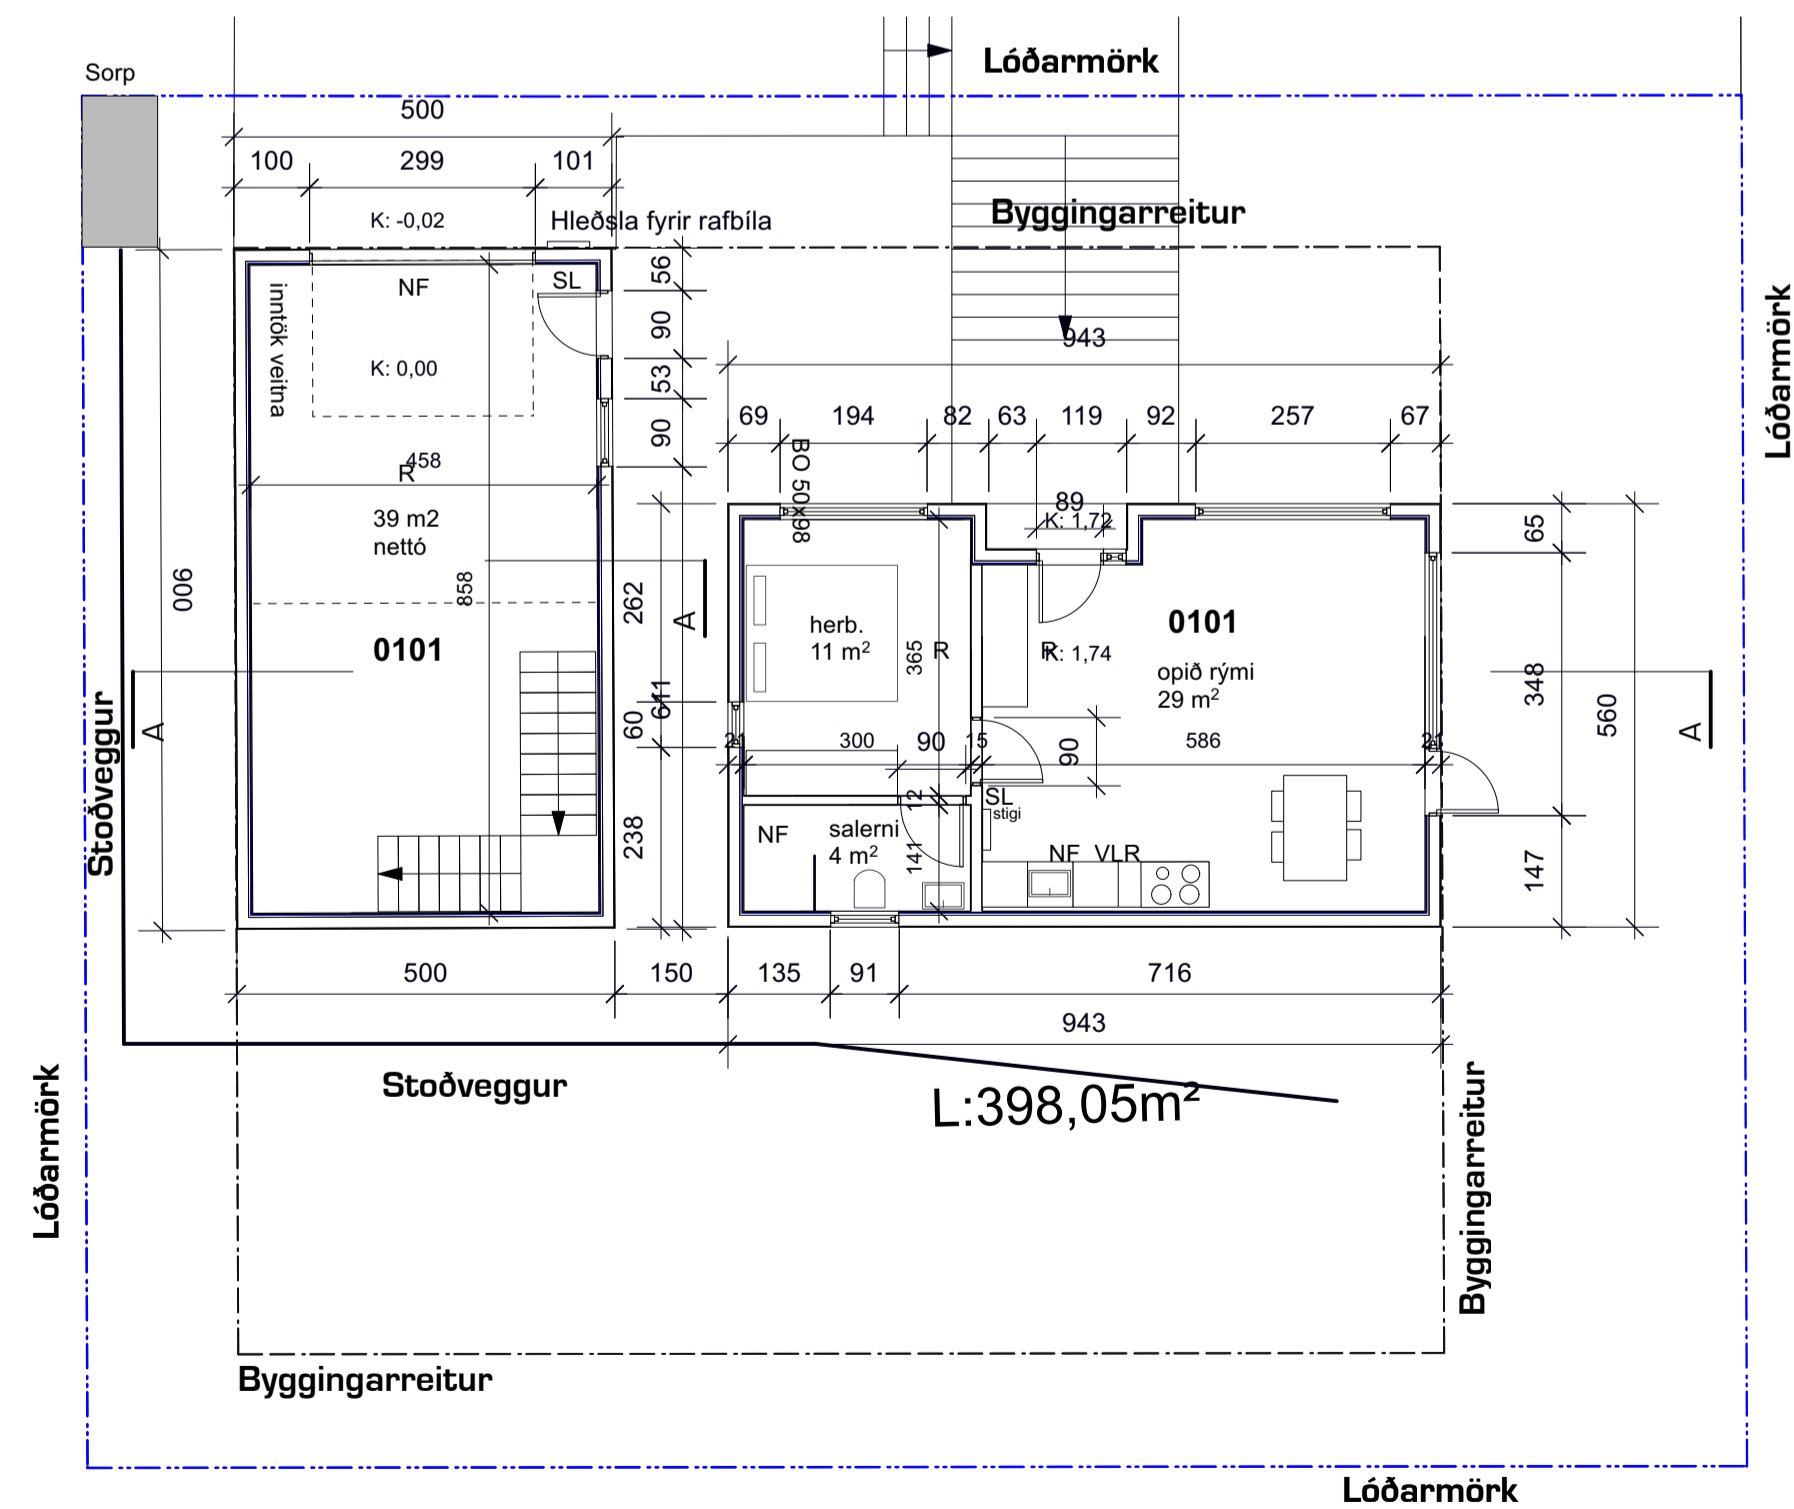 Sorp
Lóðarmörk
500
100
299
101
K: -0,02
Hleðsla fyrir rafbíla
Byggingarreitur
NF
SL
inntök veitna
K: 0,00
56
90
53
90
943
69
194
82
63
119
92
257
67
Lóðarmörk
458
R
39 m2
nettó
858
0101
900
BO 50x98
89
K: 1,72
65
262
A
herb.
11 m²
365
R
R
K: 1,74
0101
opið rými
29 m²
348
560
A
A
Stoðveggur
611
60
21
300
90
15
90
586
21
12
SL
stigi
238
NF
salerni
4 m²
141
NF
VLR
147
500
150
135
91
716
943
Stoðveggur
L:398,05m²
Lóðarmörk
Byggingarreitur
Byggingarreitur
Lóðarmörk